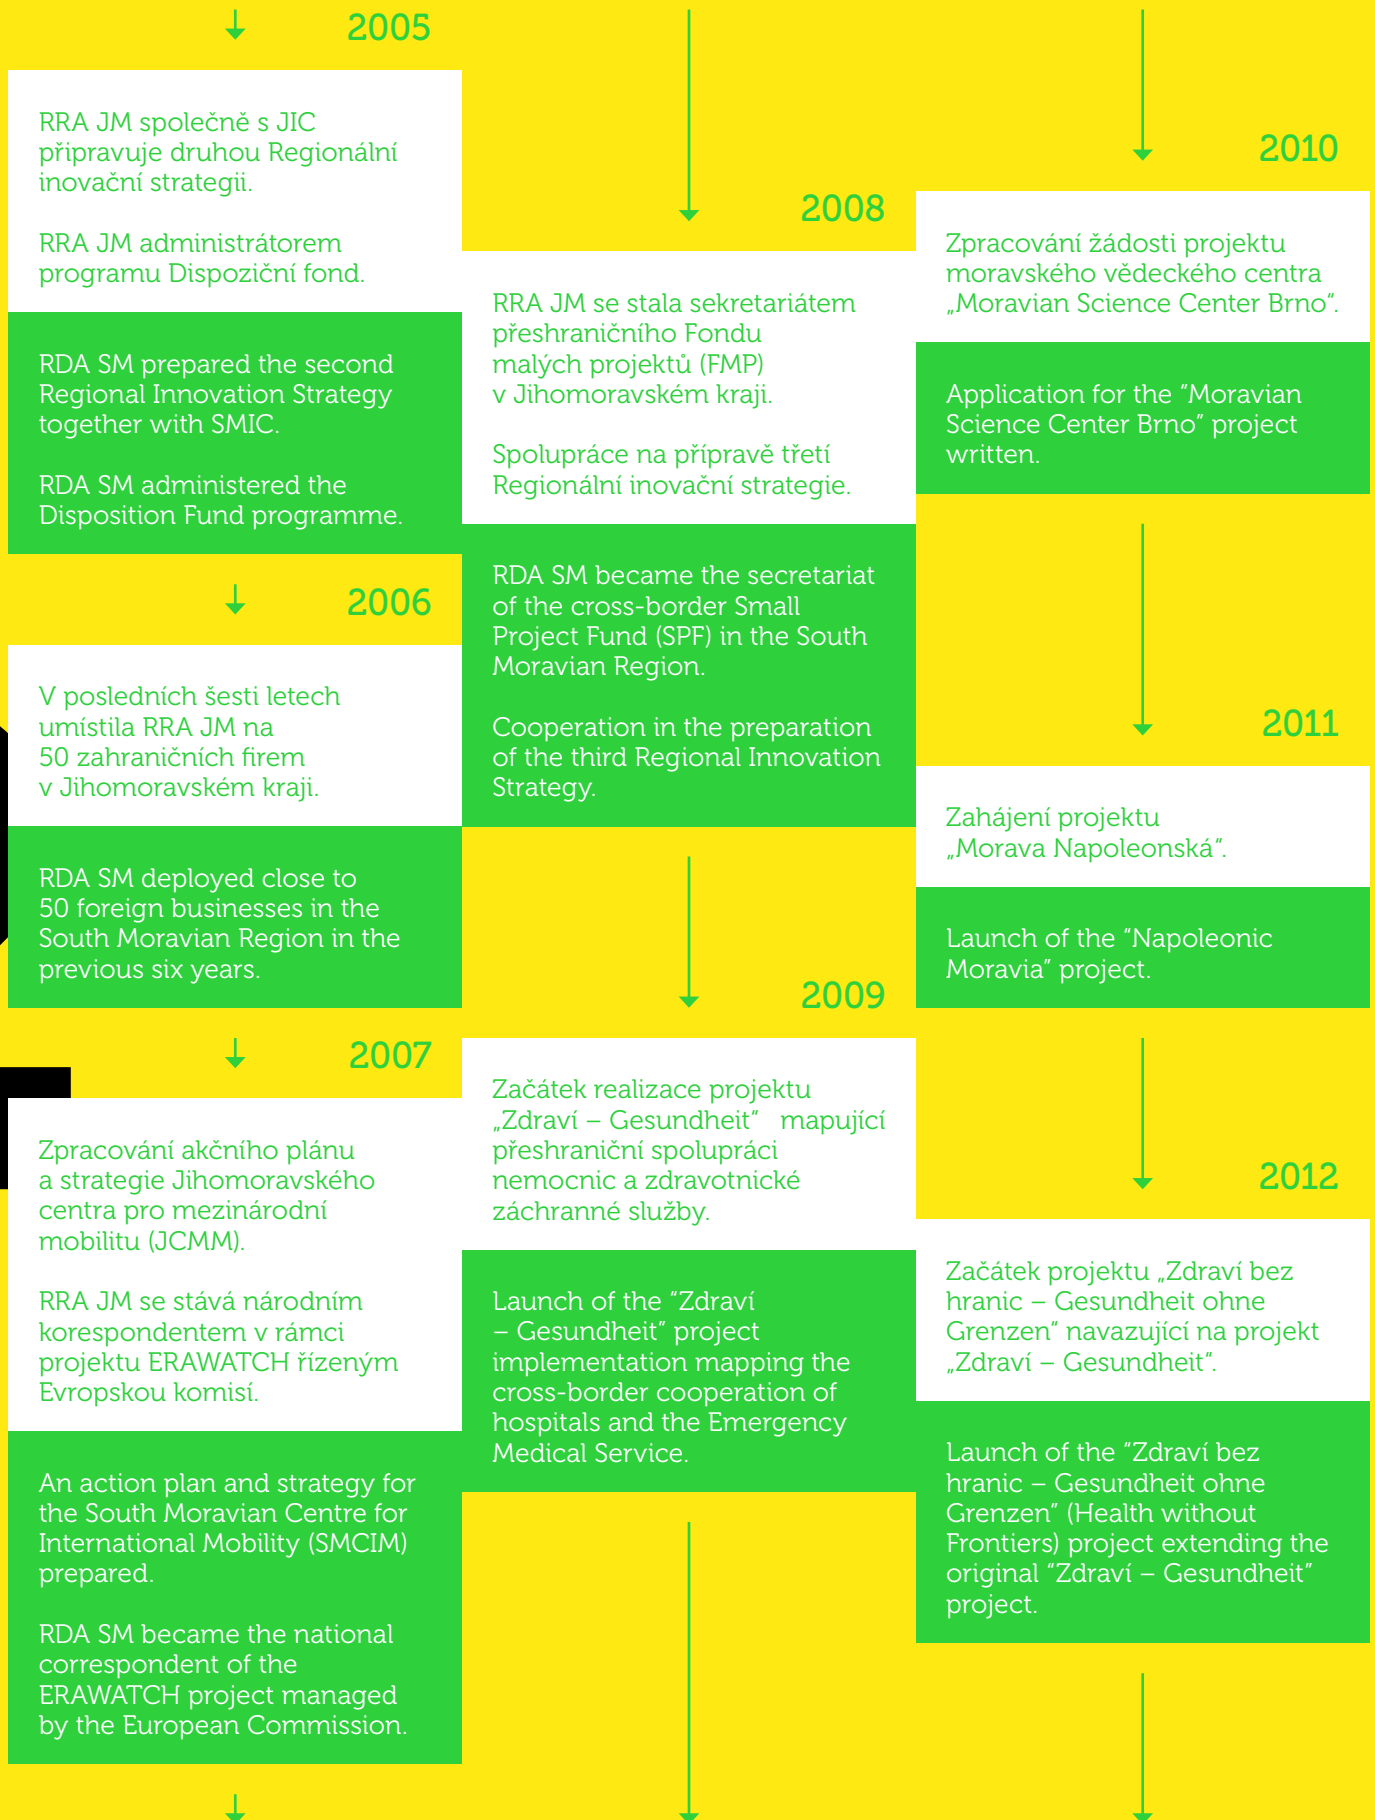 2005
RRA JM společně s JIC
připravuje druhou Regionální
inovační strategii.
RRA JM administrátorem
programu Dispoziční fond.
RDA SM prepared the second
Regional Innovation Strategy
together with SMIC.
RDA SM administered the
Disposition Fund programme.
2006
V posledních šesti letech
umístila RRA JM na
50 zahraničních firem
v Jihomoravském kraji.
RDA SM deployed close to
50 foreign businesses in the
South Moravian Region in the
previous six years.
2007
Zpracování akčního plánu
a strategie Jihomoravského
centra pro mezinárodní
mobilitu (JCMM).
RRA JM se stává národním
korespondentem v rámci
projektu ERAWATCH řízeným
Evropskou komisí.
An action plan and strategy for
the South Moravian Centre for
International Mobility (SMCIM)
prepared.
RDA SM became the national
correspondent of the
ERAWATCH project managed
by the European Commission.
2008
RRA JM se stala sekretariátem
přeshraničního Fondu
malých projektů (FMP)
v Jihomoravském kraji.
Spolupráce na přípravě třetí
Regionální inovační strategie.
RDA SM became the secretariat
of the cross-border Small
Project Fund (SPF) in the South
Moravian Region.
Cooperation in the preparation
of the third Regional Innovation
Strategy.
2009
Začátek realizace projektu
„Zdraví – Gesundheit“ mapující
přeshraniční spolupráci
nemocnic a zdravotnické
záchranné služby.
Launch of the “Zdraví
– Gesundheit” project
implementation mapping the
cross-border cooperation of
hospitals and the Emergency
Medical Service.
2010
Zpracování žádosti projektu
moravského vědeckého centra
„Moravian Science Center Brno“.
Application for the “Moravian
Science Center Brno” project
written.
2011
Zahájení projektu
„Morava Napoleonská“.
Launch of the “Napoleonic
Moravia” project.
2012
Začátek projektu „Zdraví bez
hranic – Gesundheit ohne
Grenzen“ navazující na projekt
„Zdraví – Gesundheit“.
Launch of the “Zdraví bez
hranic – Gesundheit ohne
Grenzen” (Health without
Frontiers) project extending the
original “Zdraví – Gesundheit”
project.